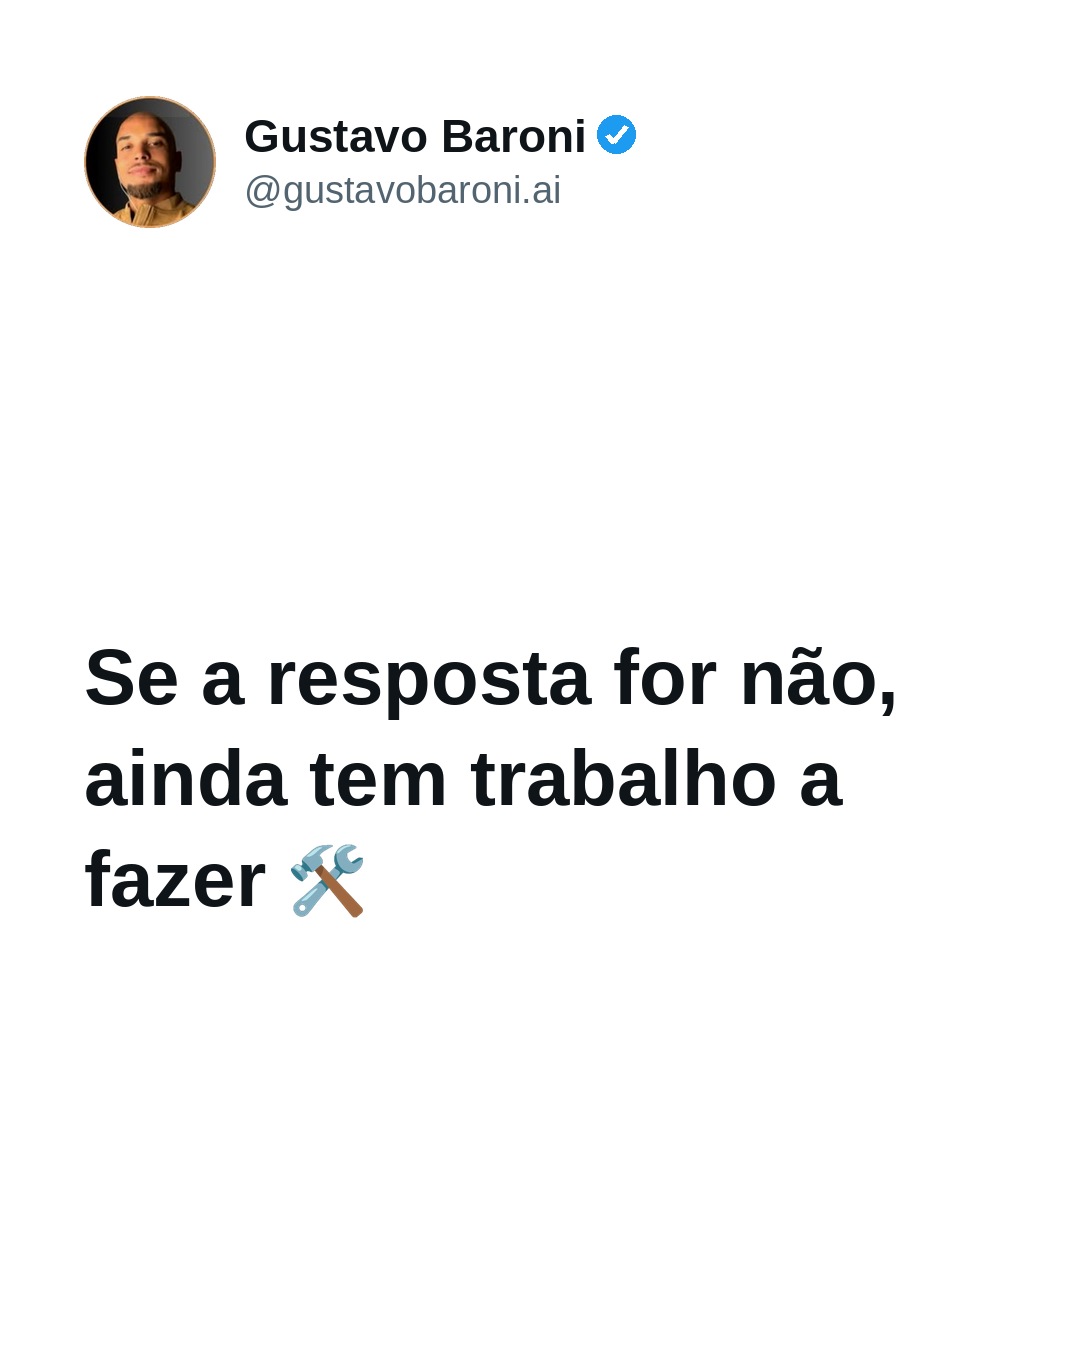 Gustavo Baroni
@gustavobaroni.ai
Se a resposta for não,
ainda tem trabalho a
fazer 🛠️